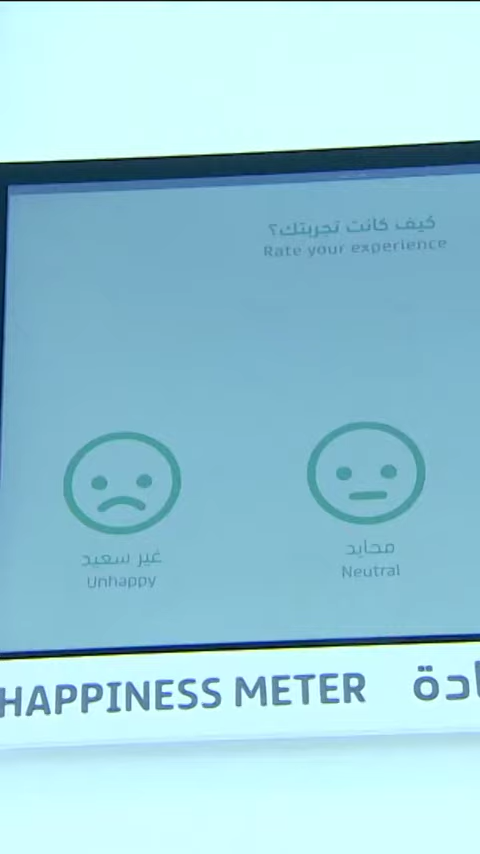 كيف كانت تجربتك؟
Rate your experience
غير سعيد
Unhappy
محايد
Neutral
HAPPINESS METER